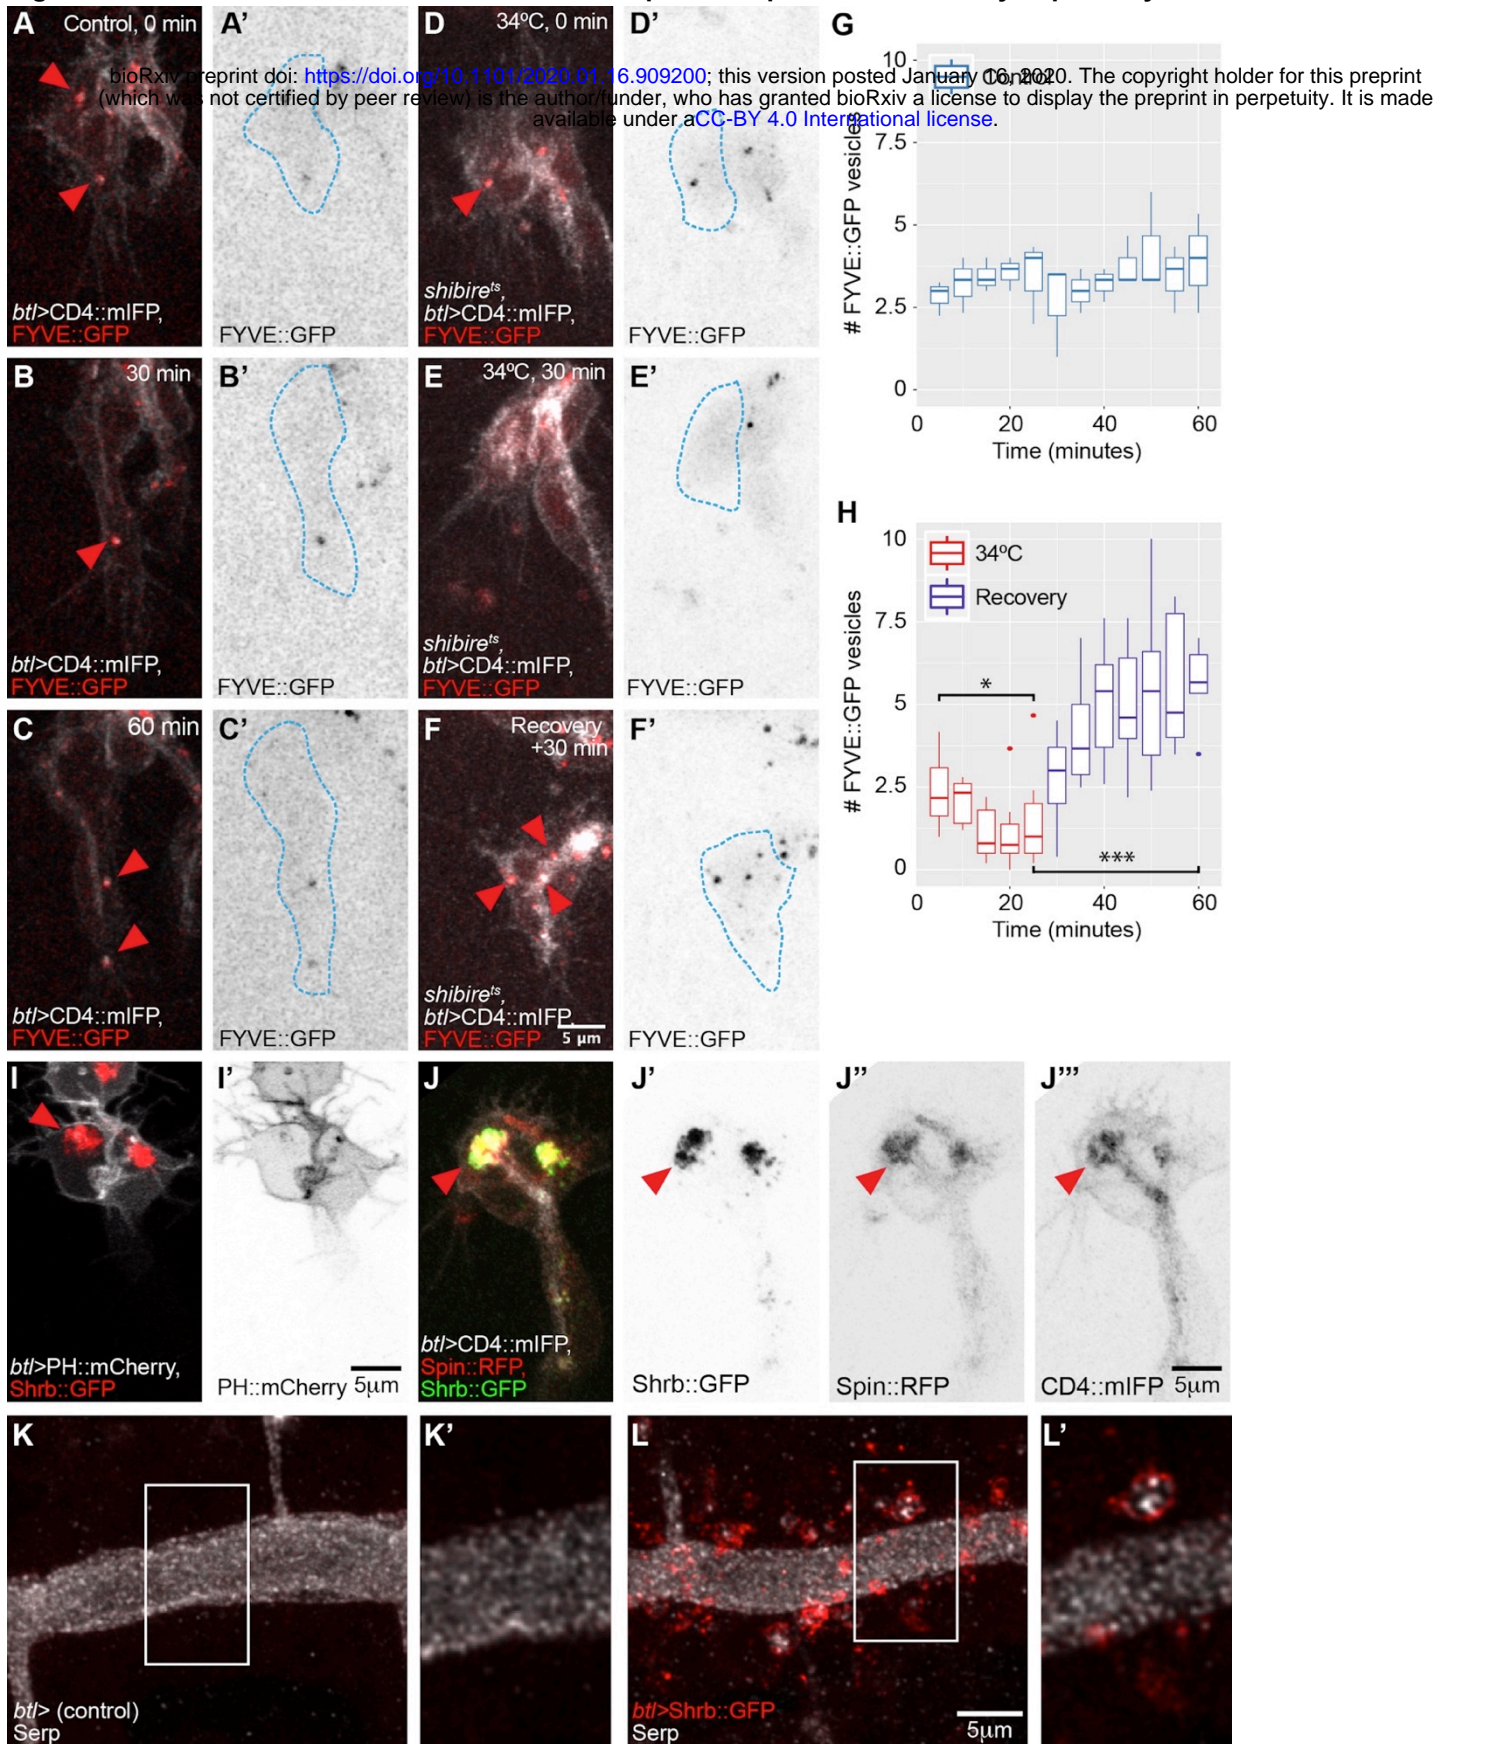 A
Control, 0 min
A’
D
34ºC, 0 min
D’
G
bioRxiv preprint doi: https://doi.org/10.1101/2020.01.16.909200; this version posted January 16, 2020. The copyright holder for this preprint
(which was not certified by peer review) is the author/funder, who has granted bioRxiv a license to display the preprint in perpetuity. It is made
available under aCC-BY 4.0 International license.
btl>CD4::mIFP,
FYVE::GFP
FYVE::GFP
shibirets,
btl>CD4::mIFP,
FYVE::GFP
FYVE::GFP
Control
# FYVE::GFP vesicles
10
7.5
5
2.5
0
0 20 40 60
Time (minutes)
B
30 min
B’
E
34ºC, 30 min
E’
btl>CD4::mIFP,
FYVE::GFP
FYVE::GFP
shibirets,
btl>CD4::mIFP,
FYVE::GFP
FYVE::GFP
H
34ºC
Recovery
# FYVE::GFP vesicles
10
7.5
5
2.5
0
*
***
0 20 40 60
Time (minutes)
C
60 min
C’
F
Recovery
+30 min
F’
btl>CD4::mIFP,
FYVE::GFP
FYVE::GFP
shibirets,
btl>CD4::mIFP,
FYVE::GFP
5 µm
FYVE::GFP
I
I’
J
J’
J’’
J’’’
btl>PH::mCherry,
Shrb::GFP
PH::mCherry
5µm
btl>CD4::mIFP,
Spin::RFP,
Shrb::GFP
Shrb::GFP
Spin::RFP
CD4::mIFP
5µm
K
K’
L
L’
btl> (control)
Serp
btl>Shrb::GFP
Serp
5µm